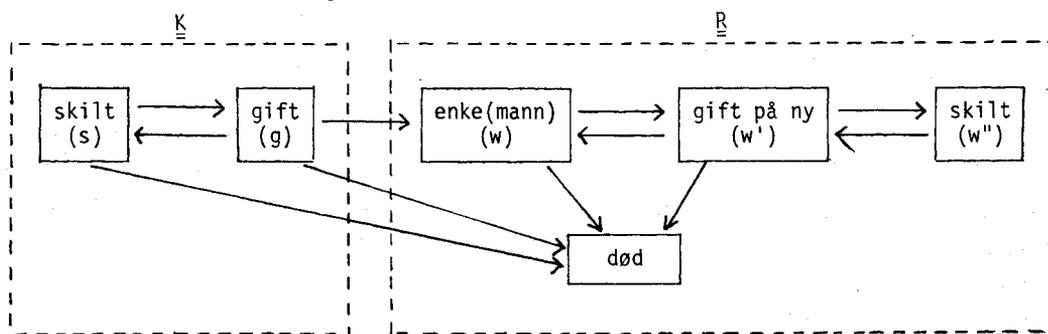 K
R
skilt
(s)
gift
(g)
enke(mann)
(w)
gift på ny
(w')
skilt
(w")
død